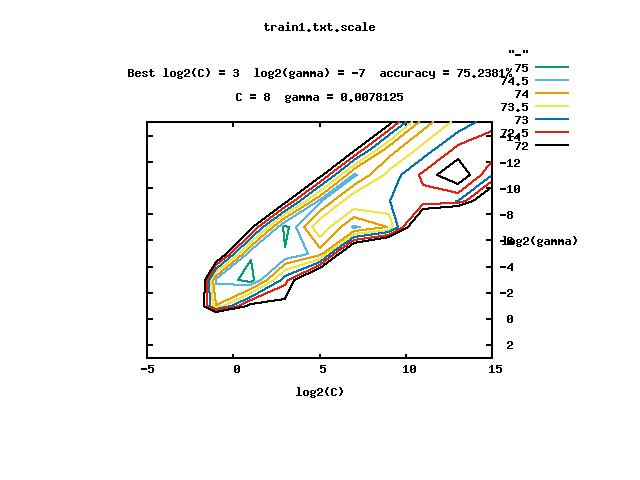 train1.txt.scale
"-"
Best log2(C) = 3 log2(gamma) = -7 accuracy = 75.2381%
C = 8 gamma = 0.0078125
75
74.5
74
73.5
73
72.5
72
-14
-12
-10
-8
-6
log2(gamma)
-4
-2
0
2
-5 0 5 10 15
log2(C)